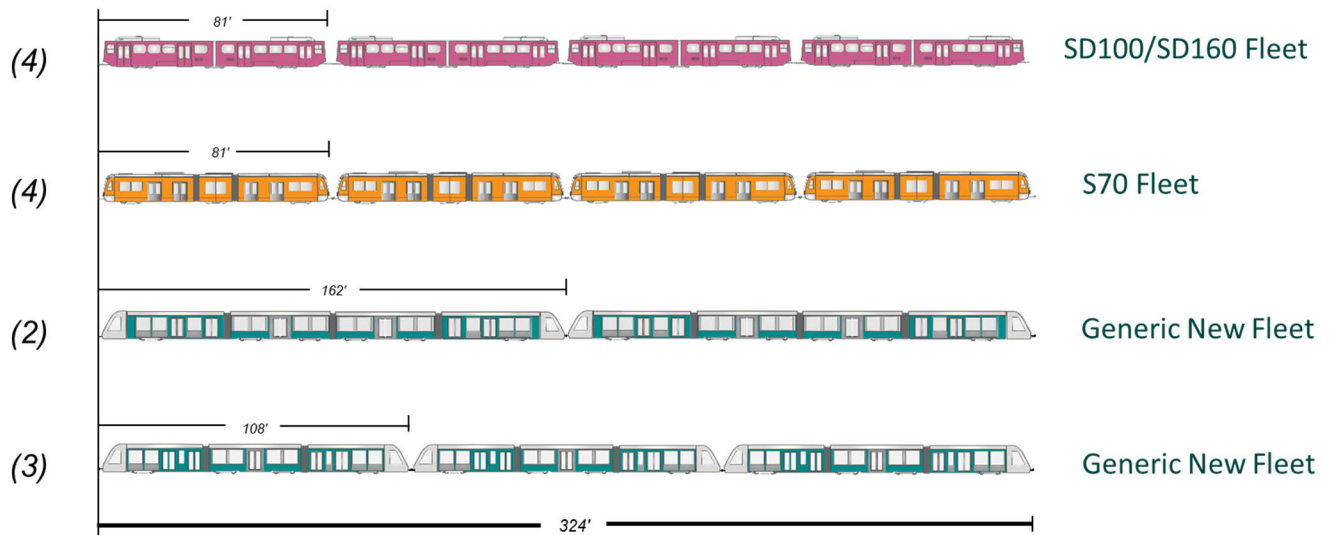 81'
(4)
SD100/SD160 Fleet
81'
(4)
S70 Fleet
162'
(2)
Generic New Fleet
108'
(3)
Generic New Fleet
324'